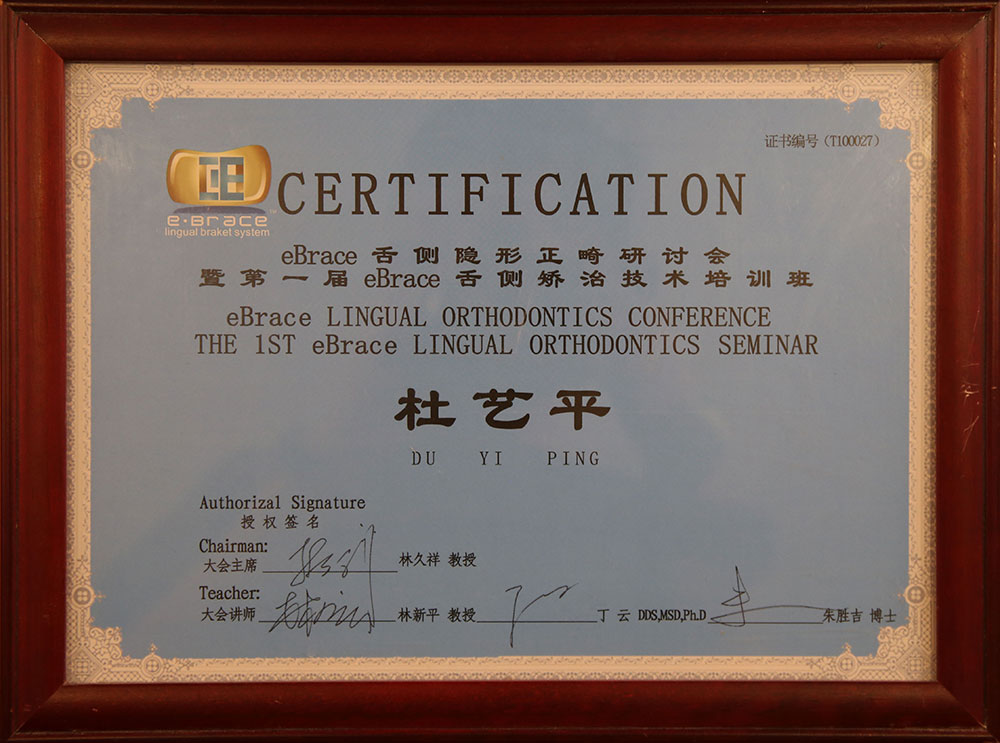 证书编号（T100027）
e·Brace™
lingual braket system
CERTIFICATION
eBrace 舌侧隐形正畸研讨会
暨第一届 eBrace 舌侧矫治技术培训班
eBrace LINGUAL ORTHODONTICS CONFERENCE
THE 1ST eBrace LINGUAL ORTHODONTICS SEMINAR
杜艺平
DU YI PING
Authorizal Signature
授权签名
Chairman:
大会主席 林久祥 教授
Teacher:
大会讲师 林新平 教授 丁云 DDS,MSD,Ph.D 朱胜吉 博士